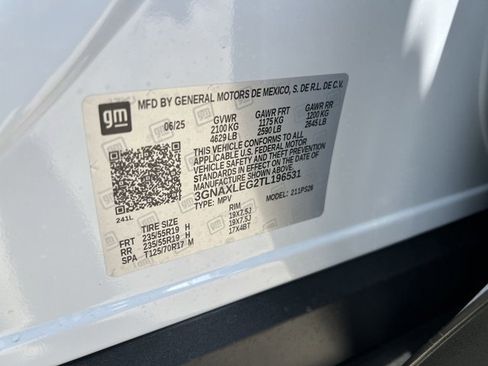 gm
MFD BY GENERAL MOTORS DE MEXICO, S. DE R.L. DE C.V.
06/25 GVWR GAWR FRT GAWR RR
2100 KG 1175 KG 1200 KG
4629 LB 2590 LB 2645 LB
THIS VEHICLE CONFORMS TO ALL
APPLICABLE U.S. FEDERAL MOTOR
VEHICLE SAFETY, BUMPER, AND THEFT
PREVENTION STANDARDS IN EFFECT ON
THE DATE OF MANUFACTURE SHOWN ABOVE.
3GNAXLEG2TL196531
TYPE: MPV MODEL: 211PS26
241L
TIRE SIZE RIM
FRT 235/55R19 H 19X7.5J
RR 235/55R19 H 19X7.5J
SPA T125/70R17 M 17X4BT